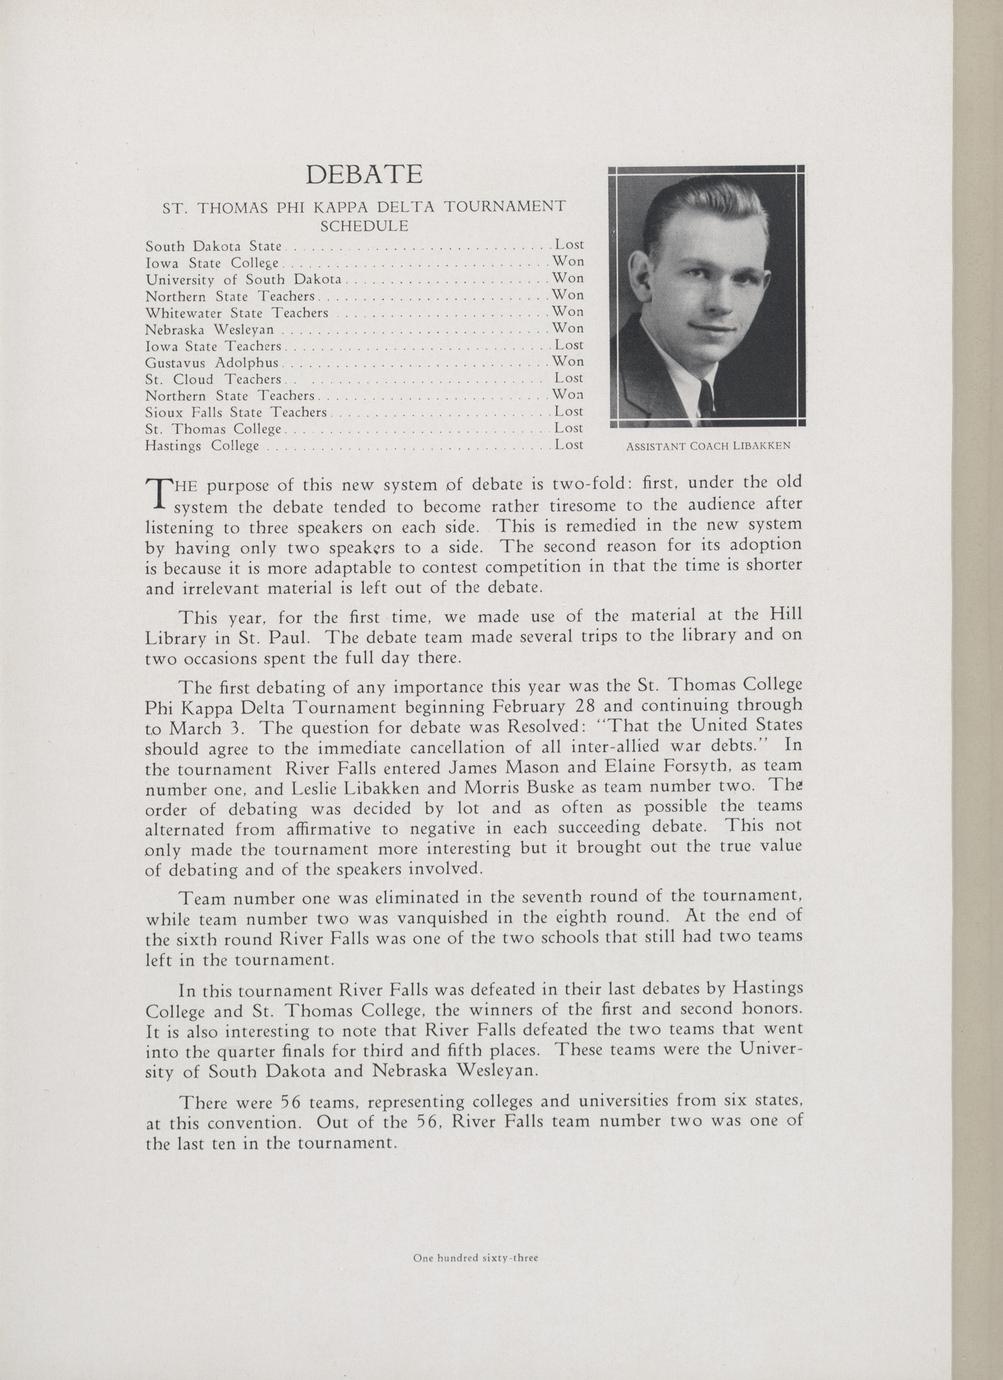 DEBATE
ST. THOMAS PHI KAPPA DELTA TOURNAMENT
SCHEDULE
South Dakota State . . . . . . . . . . . . . . . . . . . . . . . . . . . . . . Lost
Iowa State College . . . . . . . . . . . . . . . . . . . . . . . . . . . . . . Won
University of South Dakota . . . . . . . . . . . . . . . . . . . . . . . Won
Northern State Teachers . . . . . . . . . . . . . . . . . . . . . . . . . . Won
Whitewater State Teachers . . . . . . . . . . . . . . . . . . . . . . . . Won
Nebraska Wesleyan . . . . . . . . . . . . . . . . . . . . . . . . . . . . . . Won
Iowa State Teachers . . . . . . . . . . . . . . . . . . . . . . . . . . . . . . Lost
Gustavus Adolphus . . . . . . . . . . . . . . . . . . . . . . . . . . . . . . Won
St. Cloud Teachers . . . . . . . . . . . . . . . . . . . . . . . . . . . . . Lost
Northern State Teachers . . . . . . . . . . . . . . . . . . . . . . . . . . Won
Sioux Falls State Teachers . . . . . . . . . . . . . . . . . . . . . . . . . Lost
St. Thomas College . . . . . . . . . . . . . . . . . . . . . . . . . . . . . . Lost
Hastings College . . . . . . . . . . . . . . . . . . . . . . . . . . . . . . . . Lost
ASSISTANT COACH LIBAKKEN
THE purpose of this new system of debate is two-fold: first, under the old
system the debate tended to become rather tiresome to the audience after
listening to three speakers on each side. This is remedied in the new system
by having only two speakers to a side. The second reason for its adoption
is because it is more adaptable to contest competition in that the time is shorter
and irrelevant material is left out of the debate.
This year, for the first time, we made use of the material at the Hill
Library in St. Paul. The debate team made several trips to the library and on
two occasions spent the full day there.
The first debating of any importance this year was the St. Thomas College
Phi Kappa Delta Tournament beginning February 28 and continuing through
to March 3. The question for debate was Resolved: "That the United States
should agree to the immediate cancellation of all inter-allied war debts." In
the tournament River Falls entered James Mason and Elaine Forsyth, as team
number one, and Leslie Libakken and Morris Buske as team number two. The
order of debating was decided by lot and as often as possible the teams
alternated from affirmative to negative in each succeeding debate. This not
only made the tournament more interesting but it brought out the true value
of debating and of the speakers involved.
Team number one was eliminated in the seventh round of the tournament,
while team number two was vanquished in the eighth round. At the end of
the sixth round River Falls was one of the two schools that still had two teams
left in the tournament.
In this tournament River Falls was defeated in their last debates by Hastings
College and St. Thomas College, the winners of the first and second honors.
It is also interesting to note that River Falls defeated the two teams that went
into the quarter finals for third and fifth places. These teams were the Univer-
sity of South Dakota and Nebraska Wesleyan.
There were 56 teams, representing colleges and universities from six states,
at this convention. Out of the 56, River Falls team number two was one of
the last ten in the tournament.
One hundred sixty-three